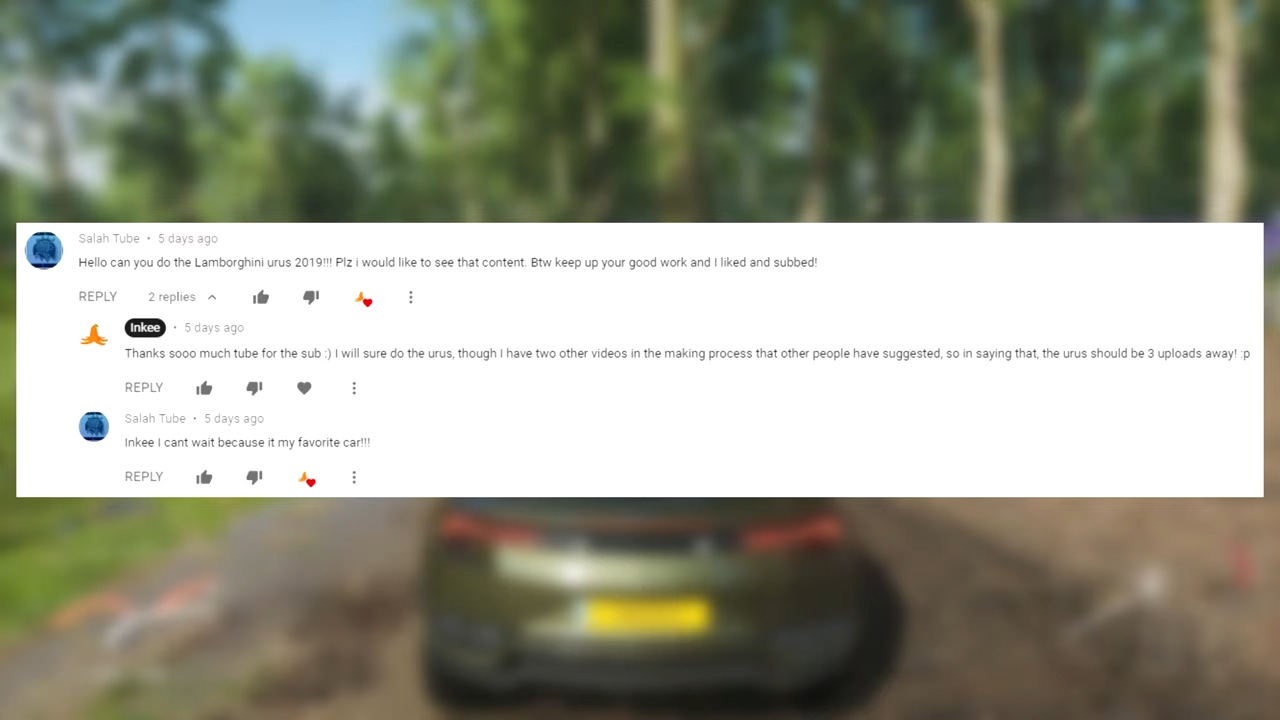 Salah Tube • 5 days ago
Hello can you do the Lamborghini urus 2019!!! Plz i would like to see that content. Btw keep up your good work and I liked and subbed!
REPLY 2 replies
Inkee • 5 days ago
Thanks sooo much tube for the sub :) I will sure do the urus, though I have two other videos in the making process that other people have suggested, so in saying that, the urus should be 3 uploads away! :p
REPLY
Salah Tube • 5 days ago
Inkee I cant wait because it my favorite car!!!
REPLY